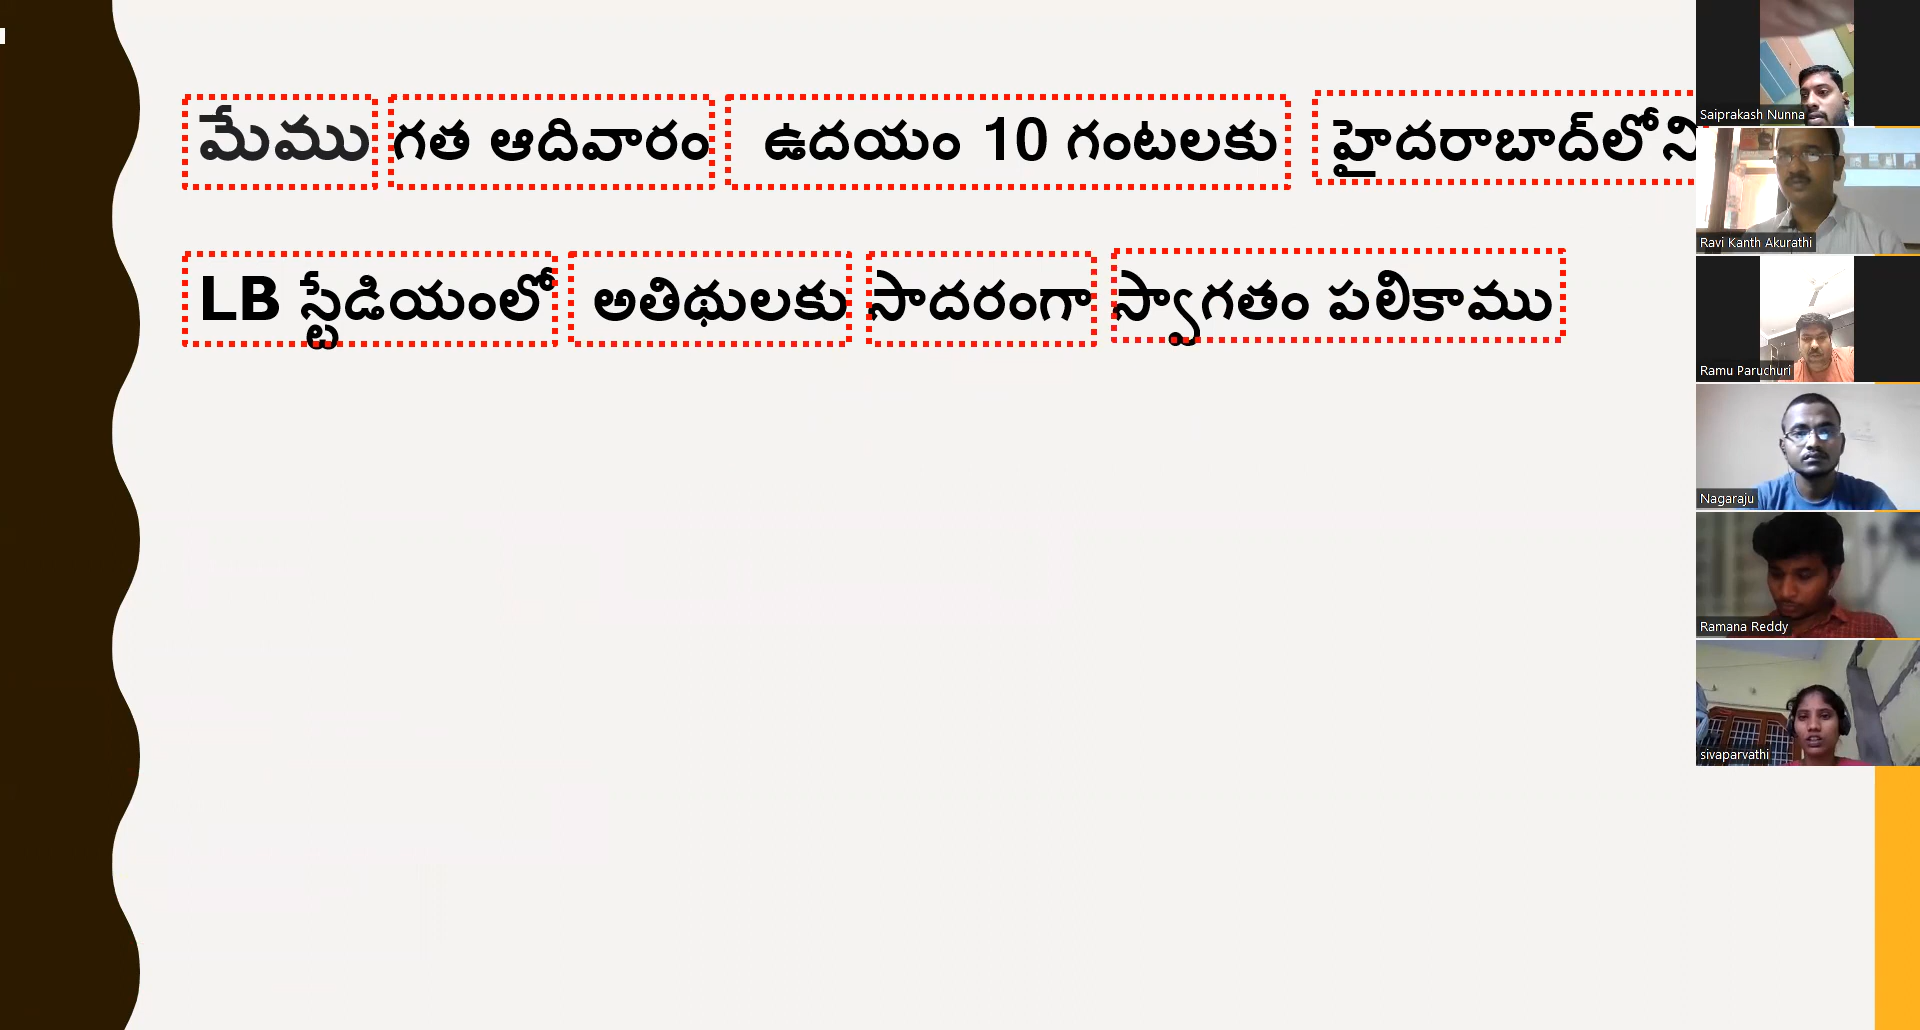 మేము గత ఆదివారం ఉదయం 10 గంటలకు హైదరాబాద్‌లోని
LB స్టేడియంలో అతిథులకు సాదరంగా స్వాగతం పలికాము
Saiprakash Nunna
Ravi Kanth Akurathi
Ramu Paruchuri
Nagaraju
Ramana Reddy
sivaparvathi